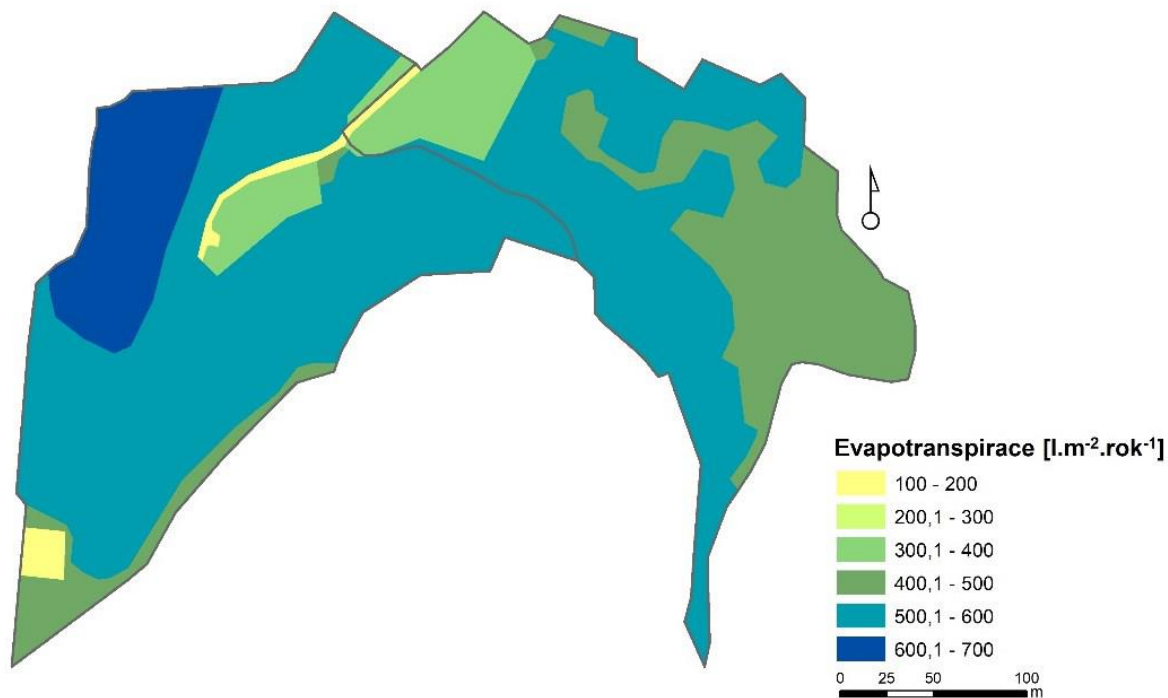 Evapotranspirace [l.m⁻².rok⁻¹]
100 - 200
200,1 - 300
300,1 - 400
400,1 - 500
500,1 - 600
600,1 - 700
0 25 50 100
m